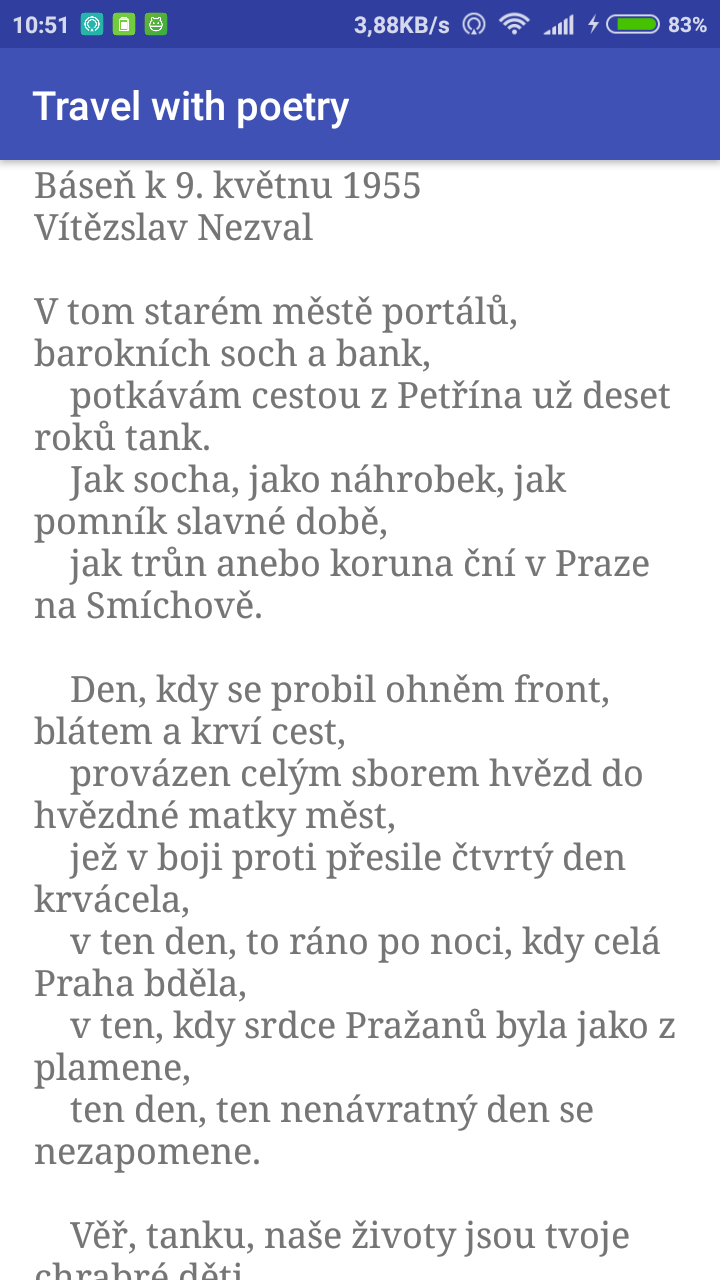 10:51 3,88KB/s 83%
Travel with poetry
Báseň k 9. květnu 1955
Vítězslav Nezval
V tom starém městě portálů,
barokních soch a bank,
potkávám cestou z Petřína už deset
roků tank.
Jak socha, jako náhrobek, jak
pomník slavné době,
jak trůn anebo koruna ční v Praze
na Smíchově.
Den, kdy se probil ohněm front,
blátem a krví cest,
provázen celým sborem hvězd do
hvězdné matky měst,
jež v boji proti přesile čtvrtý den
krvácela,
v ten den, to ráno po noci, kdy celá
Praha bděla,
v ten, kdy srdce Pražanů byla jako z
plamene,
ten den, ten nenávratný den se
nezapomene.
Věř, tanku, naše životy jsou tvoje
chrabré děti